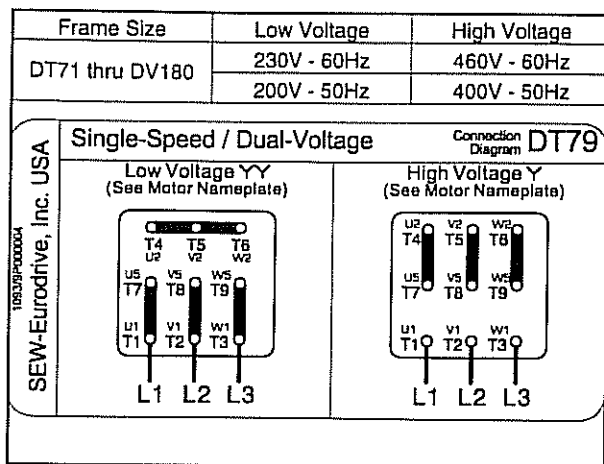 Frame Size Low Voltage High Voltage
DT71 thru DV180 230V - 60Hz 460V - 60Hz
200V - 50Hz 400V - 50Hz
SEW-Eurodrive, Inc. USA
Single-Speed / Dual-Voltage Connection Diagram DT79
Low Voltage YY
(See Motor Nameplate)
T4 T5 T6
U2 V2 W2
U5 V5 W5
T7 T8 T9
U1 V1 W1
T1 T2 T3
L1 L2 L3
High Voltage Y
(See Motor Nameplate)
U2 V2 W2
T4 T5 T6
U5 V5 W5
T7 T8 T9
U1 V1 W1
T1 T2 T3
L1 L2 L3